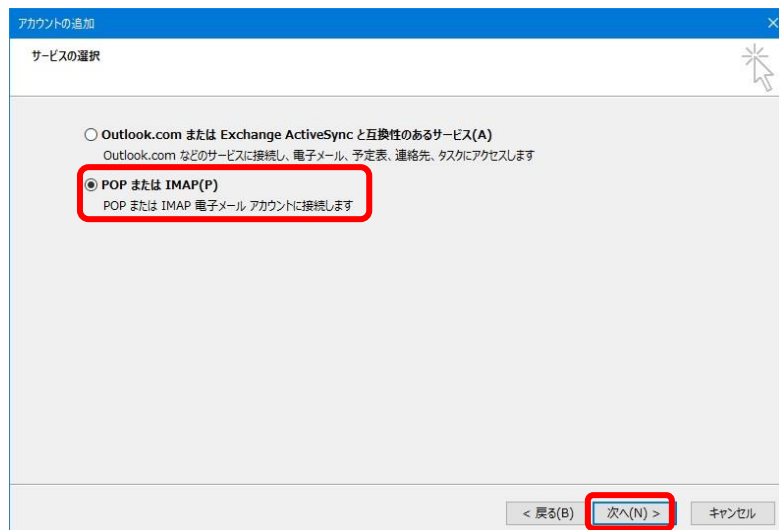 アカウントの追加
サービスの選択
Outlook.com または Exchange ActiveSync と互換性のあるサービス(A)
Outlook.com などのサービスに接続し、電子メール、予定表、連絡先、タスクにアクセスします
POP または IMAP(P)
POP または IMAP 電子メール アカウントに接続します
< 戻る(B) 次へ(N) > キャンセル